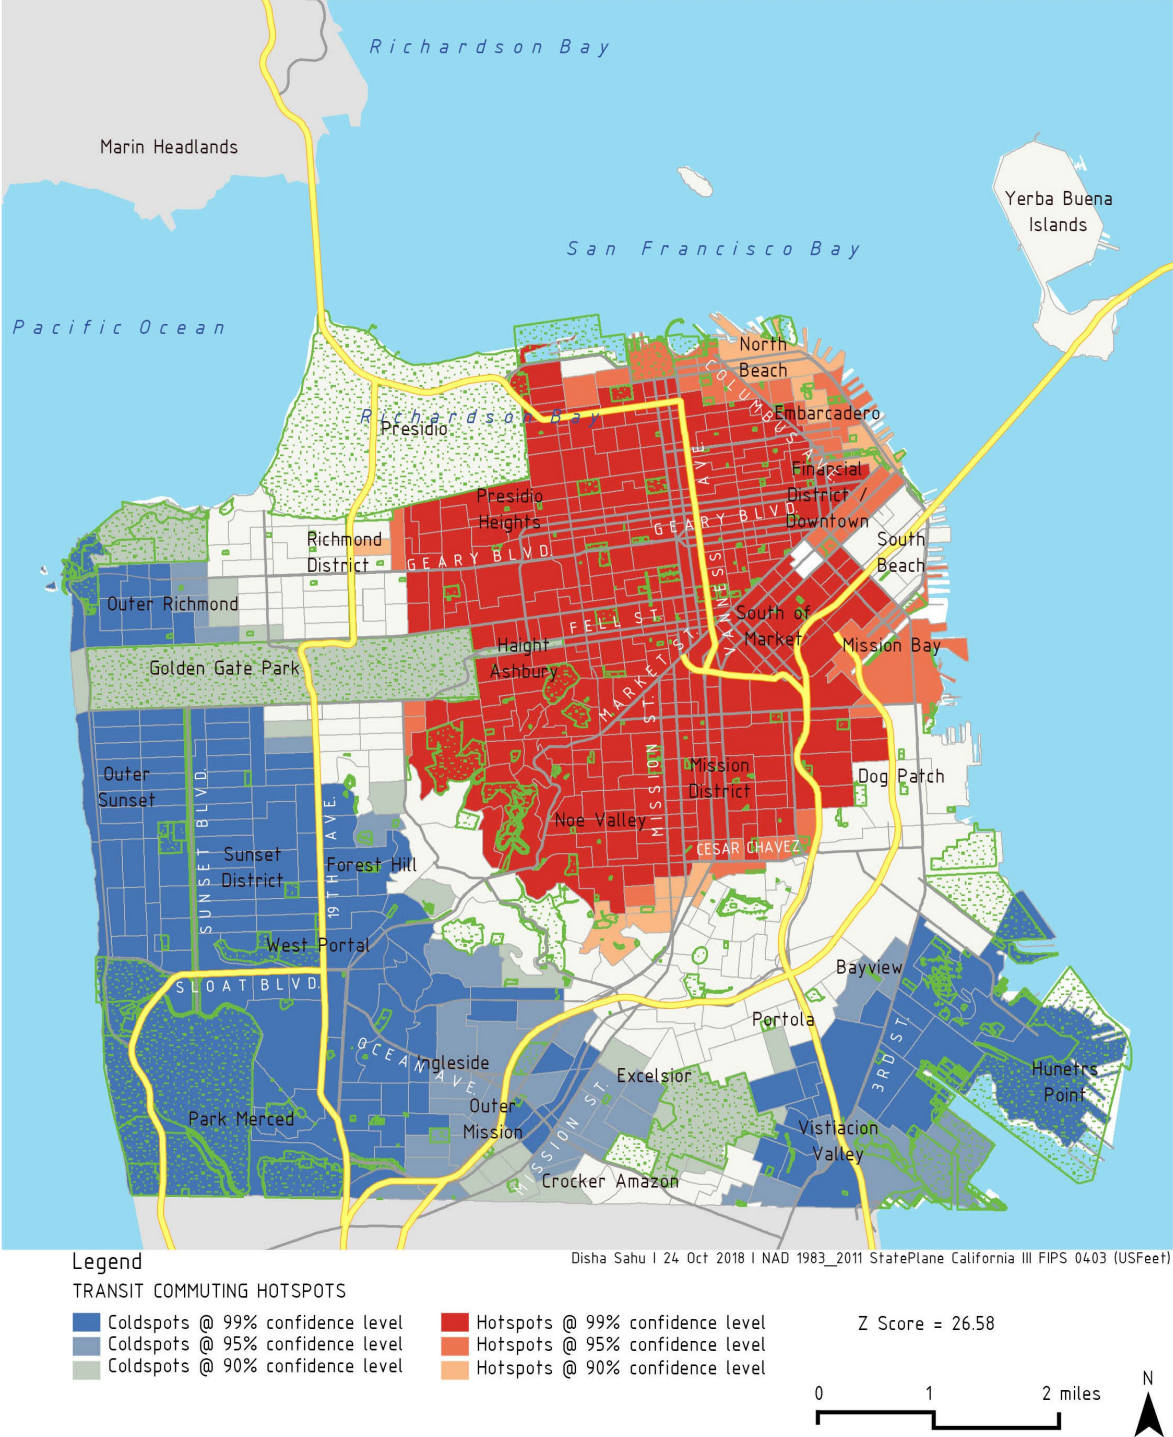 Richardson Bay
Marin Headlands
Yerba Buena
Islands
San Francisco Bay
Pacific Ocean
North
Beach
COLUMBUS AVE.
Richardson Bay
Presidio
Embarcadero
AVE.
Financial
District /
Downtown
Presidio
Heights
GEARY BLVD.
Richmond
District
GEARY BLVD.
South
Beach
VANNESS
Outer Richmond
FELL ST.
South of
Market
Haight
Ashbury
MARKET ST.
Mission Bay
Golden Gate Park
MISSION ST.
Mission
District
Outer
Sunset
SUNSET BLVD.
Dog Patch
19TH AVE.
Noe Valley
CESAR CHAVEZ
Sunset
District
Forest Hill
West Portal
Bayview
SLOAT BLVD.
Portola
3RD ST.
OCEAN AVE.
Ingleside
Excelsior
Hunetrs
Point
Outer
Mission
MISSION ST.
Park Merced
Vistiacion
Valley
Crocker Amazon
Disha Sahu I 24 Oct 2018 I NAD 1983_2011 StatePlane California III FIPS 0403 (USFeet)
Legend
TRANSIT COMMUTING HOTSPOTS
Coldspots @ 99% confidence level
Coldspots @ 95% confidence level
Coldspots @ 90% confidence level
Hotspots @ 99% confidence level
Hotspots @ 95% confidence level
Hotspots @ 90% confidence level
Z Score = 26.58
0 1 2 miles
N